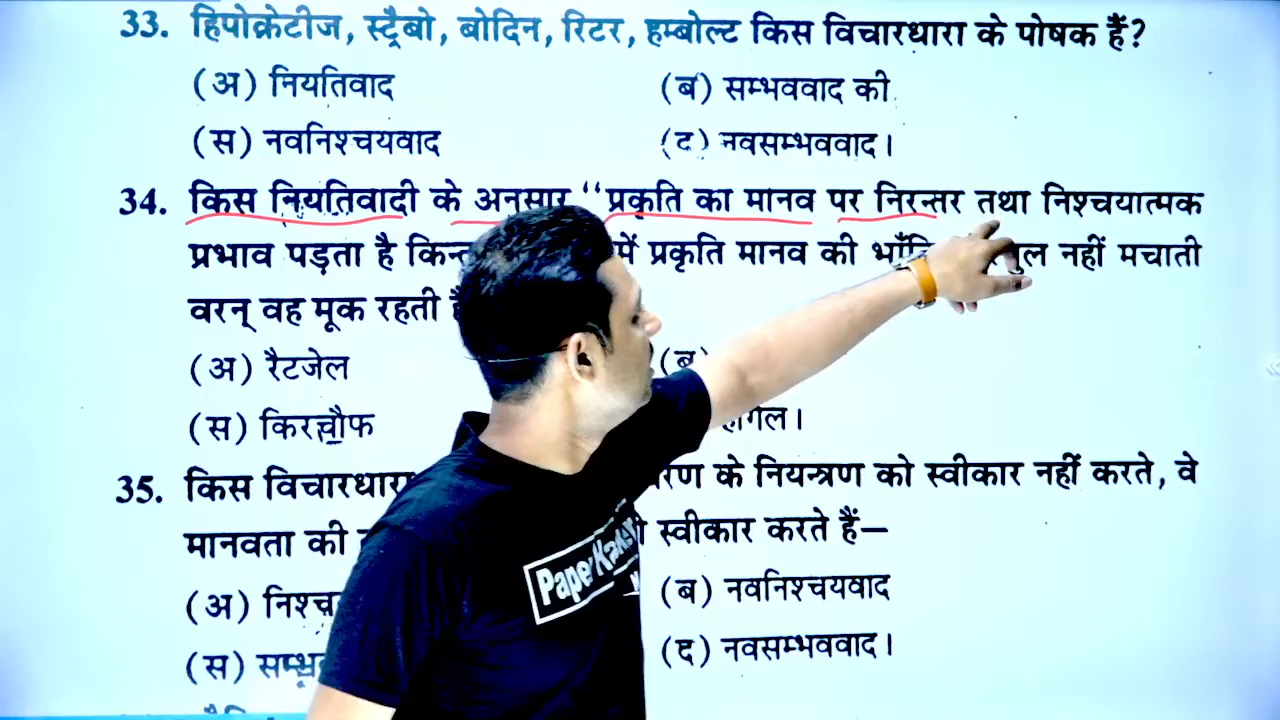 33. हिपोक्रेटीज, स्ट्रैबो, बोदिन, रिटर, हम्बोल्ट किस विचारधारा के पोषक हैं?
(अ) नियतिवाद (ब) सम्भववाद की
(स) नवनिश्चयवाद (द) नवसम्भववाद।
34. किस नियतिवादी के अनुसार "प्रकृति का मानव पर निरन्तर तथा निश्चयात्मक
प्रभाव पड़ता है में प्रकृति मानव की नहीं मचाती
वरन् वह मूक रहती
(अ) रैटजेल (ब)
(स) किरचौफ
35. किस विचारधारा के नियन्त्रण को स्वीकार नहीं करते, वे
मानवता की स्वीकार करते हैं–
(अ) (ब) नवनिश्चयवाद
(स) (द) नवसम्भववाद।